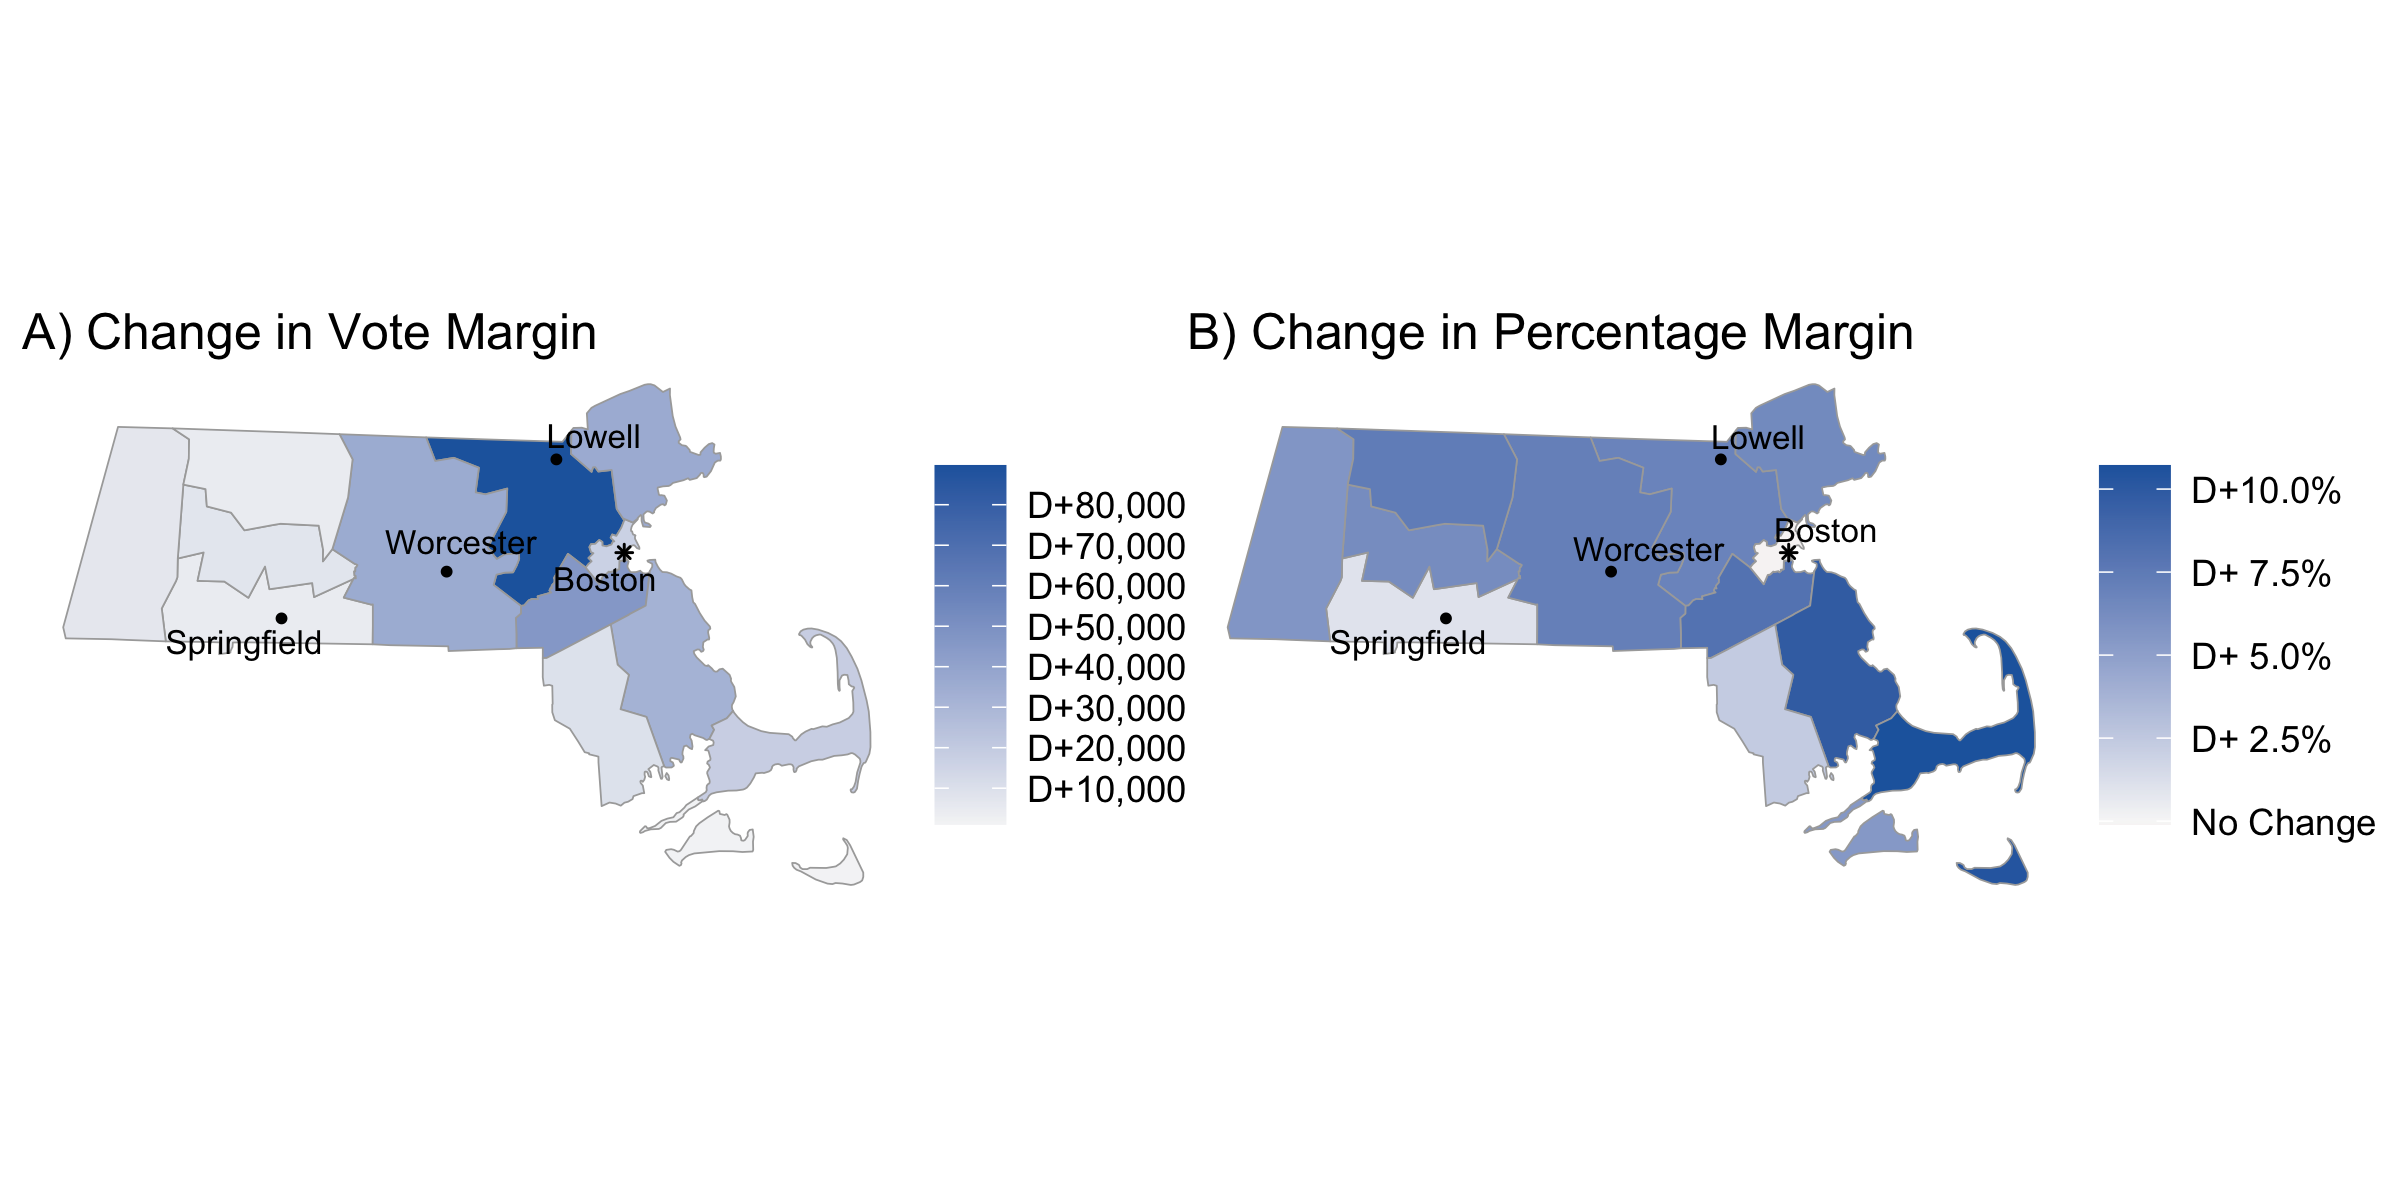 A) Change in Vote Margin
Lowell
Worcester
Boston
Springfield
D+80,000
D+70,000
D+60,000
D+50,000
D+40,000
D+30,000
D+20,000
D+10,000
B) Change in Percentage Margin
Lowell
Boston
Worcester
Springfield
D+10.0%
D+ 7.5%
D+ 5.0%
D+ 2.5%
No Change